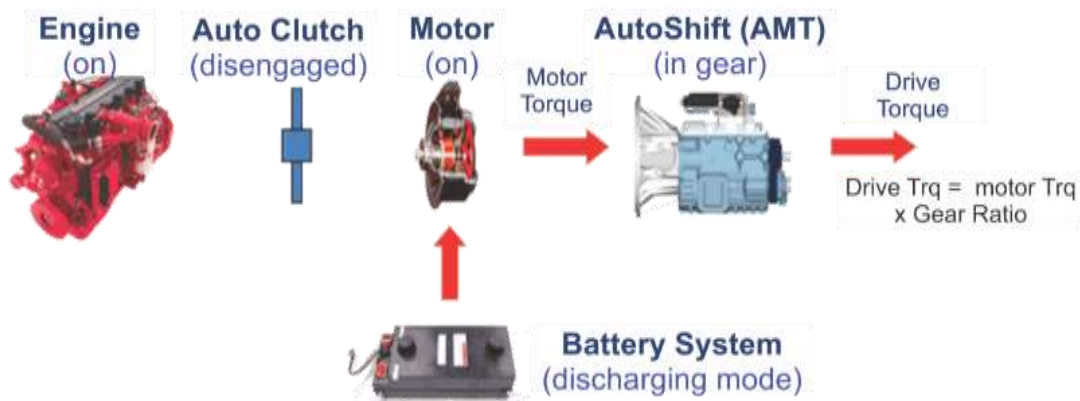 Engine
(on)
Auto Clutch
(disengaged)
Motor
(on)
AutoShift (AMT)
(in gear)
Motor
Torque
Drive
Torque
Drive Trq = motor Trq
x Gear Ratio
Battery System
(discharging mode)